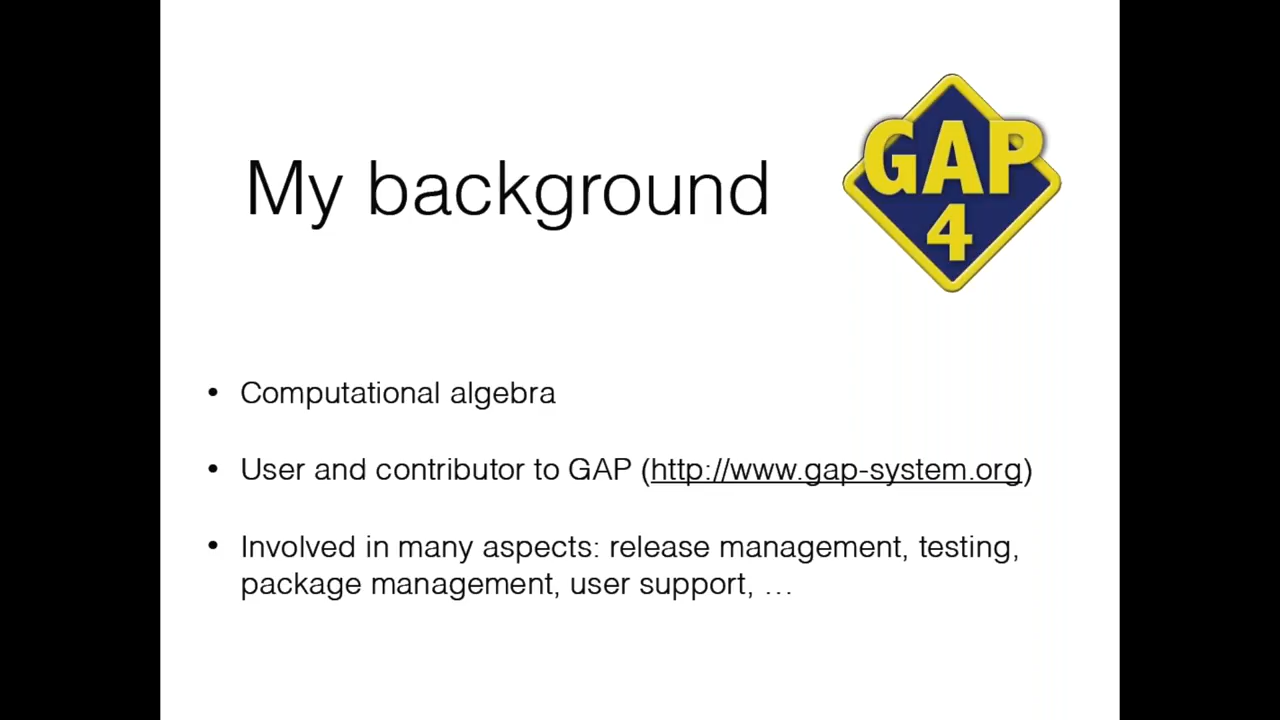 My background
GAP
4
• Computational algebra
• User and contributor to GAP (http://www.gap-system.org)
• Involved in many aspects: release management, testing,
package management, user support, …